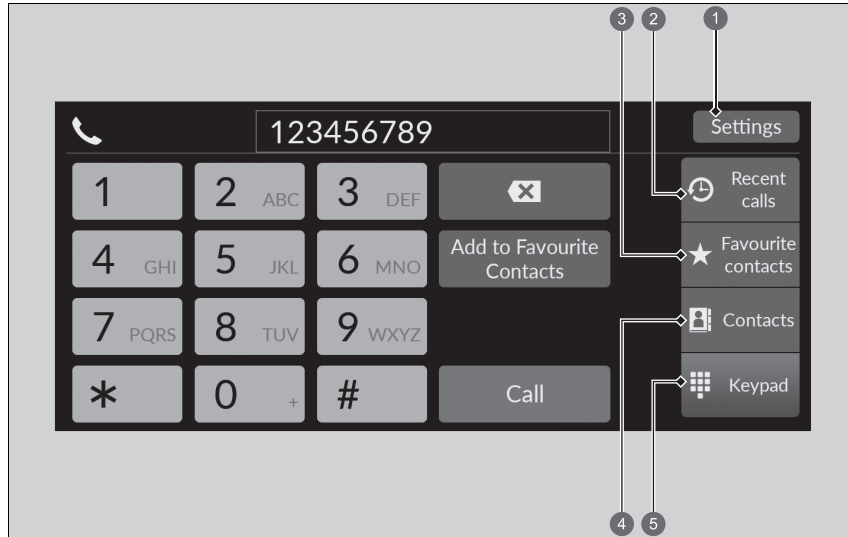 3 2 1
123456789 Settings
1 2 ABC 3 DEF
Recent
calls
4 GHI 5 JKL 6 MNO Add to Favourite
Contacts
Favourite
contacts
7 PQRS 8 TUV 9 WXYZ
Contacts
* 0 + # Call
Keypad
4 5